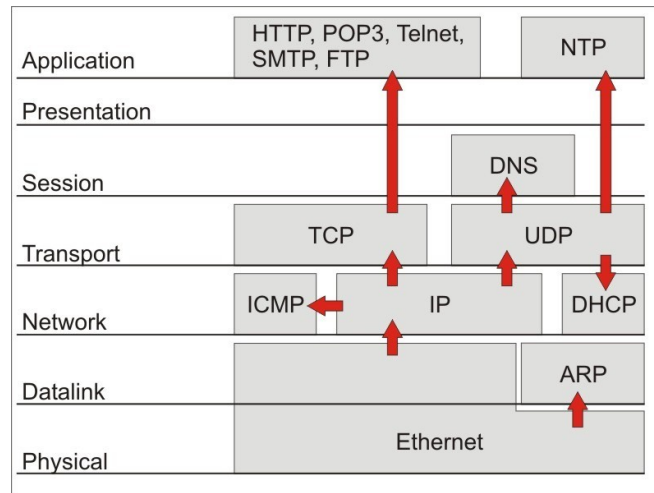 HTTP, POP3, Telnet,
SMTP, FTP
NTP
Application
Presentation
DNS
Session
TCP
UDP
Transport
ICMP
IP
DHCP
Network
ARP
Datalink
Ethernet
Physical